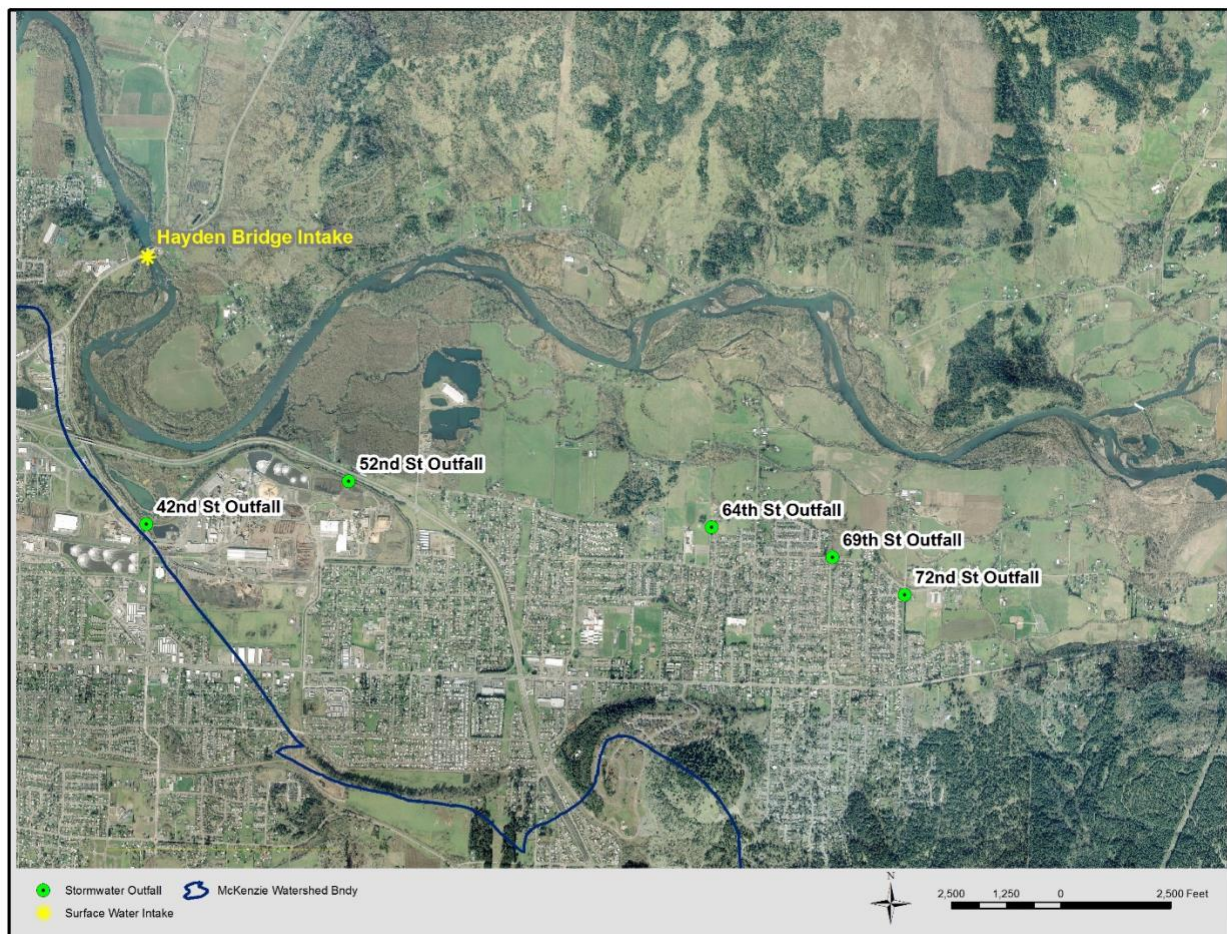 Hayden Bridge Intake
52nd St Outfall
42nd St Outfall
64th St Outfall
69th St Outfall
72nd St Outfall
Stormwater Outfall
McKenzie Watershed Bndy
Surface Water Intake
N
2,500 1,250 0 2,500 Feet